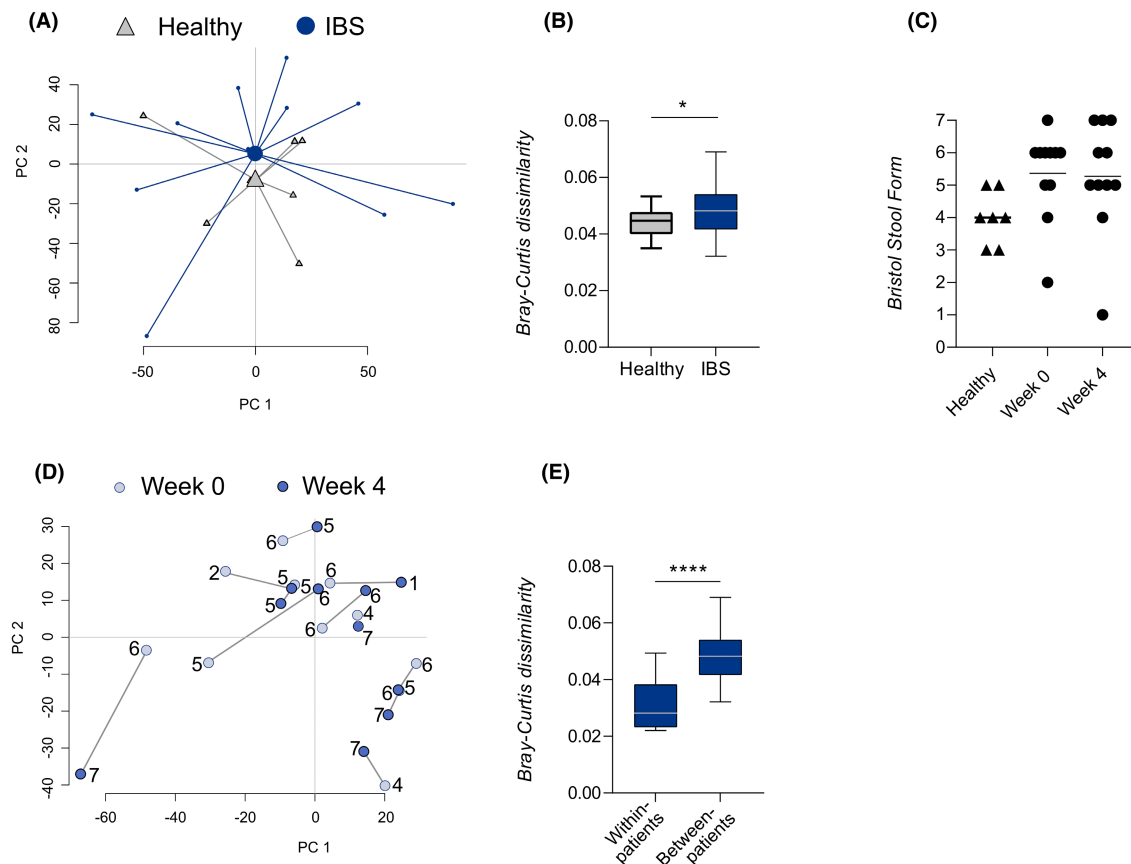 (A)
Healthy
IBS
PC 2
40
20
0
-20
-40
-60
80
-50
0
50
PC 1
(B)
*
Bray-Curtis dissimilarity
0.08
0.06
0.04
0.02
0.00
Healthy
IBS
(C)
Bristol Stool Form
7
6
5
4
3
2
1
0
Healthy
Week 0
Week 4
(D)
Week 0
Week 4
PC 2
30
20
10
0
-10
-20
-30
-40
6
5
2
5
5
6
1
5
6
6
4
6
7
6
5
6
6
5
7
7
7
4
-60
-40
-20
0
20
PC 1
(E)
****
Bray-Curtis dissimilarity
0.08
0.06
0.04
0.02
0.00
Within-
patients
Between-
patients